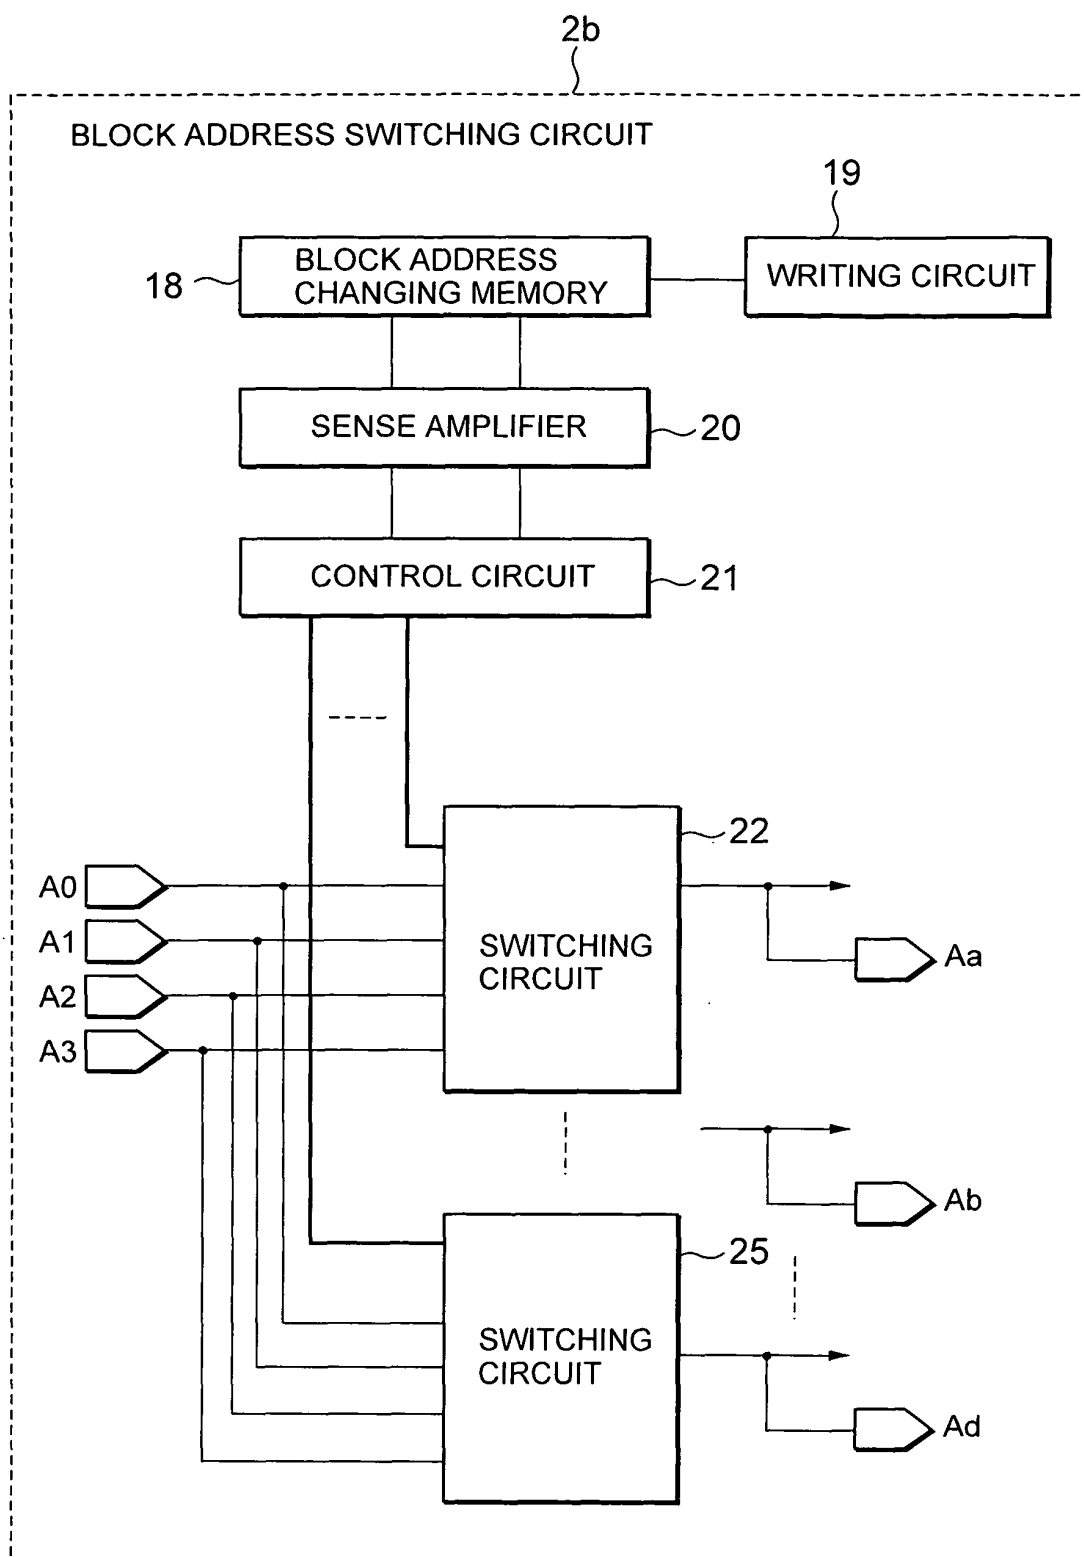 2b
BLOCK ADDRESS SWITCHING CIRCUIT
19
18
BLOCK ADDRESS
CHANGING MEMORY
WRITING CIRCUIT
SENSE AMPLIFIER
20
CONTROL CIRCUIT
21
22
A0
A1
A2
A3
SWITCHING
CIRCUIT
Aa
Ab
25
SWITCHING
CIRCUIT
Ad